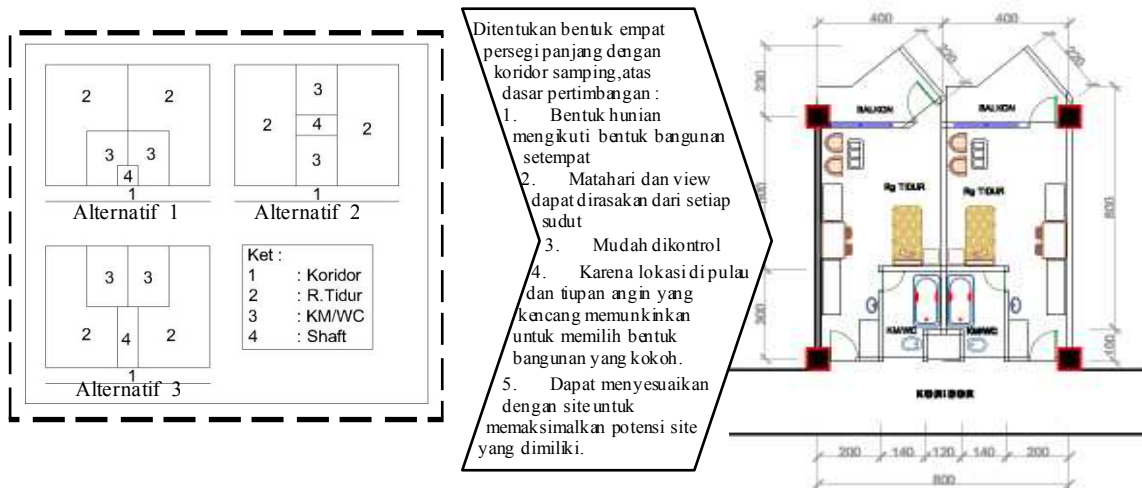 2
2
3
3
4
1
Alternatif 1
3
2
4
2
3
1
Alternatif 2
3
3
2
4
2
1
Alternatif 3
Ket :
1 : Koridor
2 : R.Tidur
3 : KM/WC
4 : Shaft
Ditentukan bentuk empat
persegi panjang dengan
koridor samping,atas
dasar pertimbangan :
1. Bentuk hunian
mengikuti bentuk bangunan
setempat
2. Matahari dan view
dapat dirasakan dari setiap
sudut
3. Mudah dikontrol
4. Karena lokasi di pulau
dan tiupan angin yang
kencang memunkinkan
untuk memilih bentuk
bangunan yang kokoh.
5. Dapat menyesuaikan
dengan site untuk
memaksimalkan potensi site
yang dimiliki.
400
400
220
220
BALKON
BALKON
Rg TIDUR
Rg TIDUR
800
300
100
KM/WC
KM/WC
KORIDOR
200
140
120
140
200
800